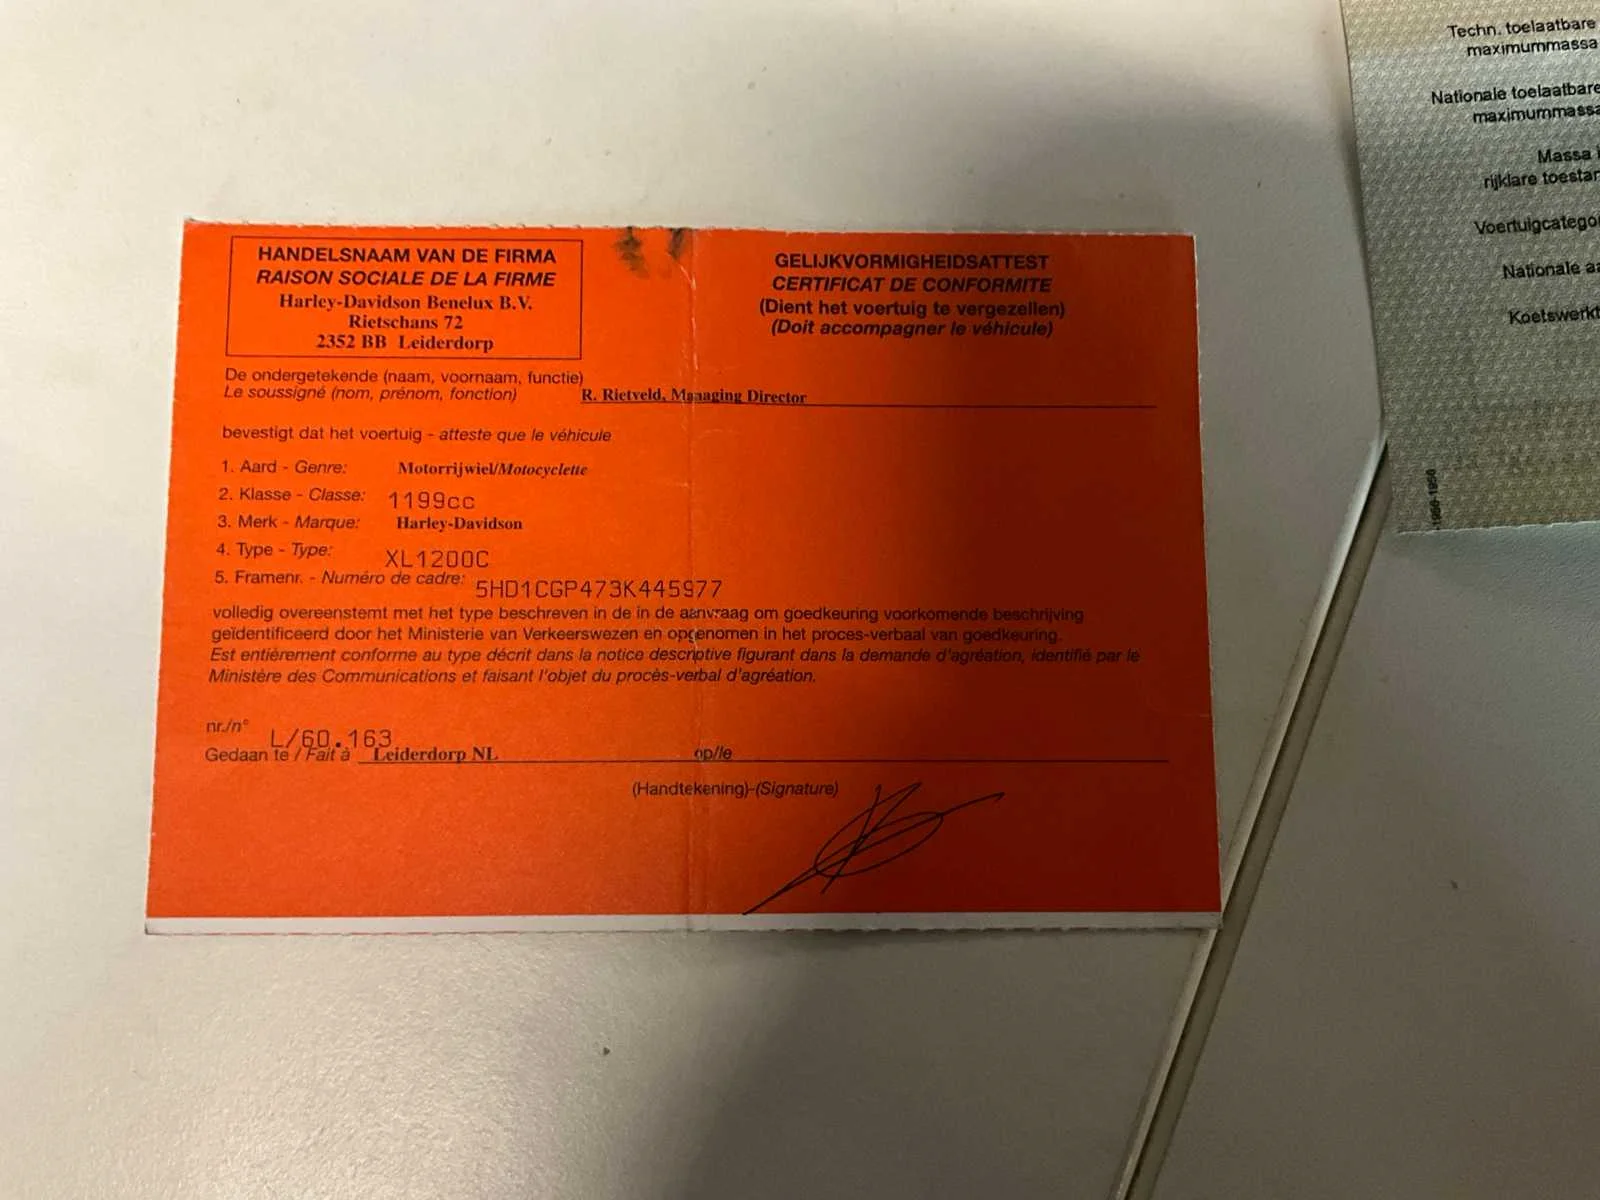 HANDELSNAAM VAN DE FIRMA
RAISON SOCIALE DE LA FIRME
Harley-Davidson Benelux B.V.
Rietschans 72
2352 BB Leiderdorp
GELIJKVORMIGHEIDSATTEST
CERTIFICAT DE CONFORMITE
(Dient het voertuig te vergezellen)
(Doit accompagner le véhicule)
De ondergetekende (naam, voornaam, functie)
Le soussigné (nom, prénom, fonction) R. Rietveld, Managing Director
bevestigt dat het voertuig - atteste que le véhicule
1. Aard - Genre: Motorrijwiel/Motocyclette
2. Klasse - Classe: 1199cc
3. Merk - Marque: Harley-Davidson
4. Type - Type: XL1200C
5. Framenr. - Numéro de cadre: 5HD1CGP473K445977
volledig overeenstemt met het type beschreven in de in de aanvraag om goedkeuring voorkomende beschrijving
geïdentificeerd door het Ministerie van Verkeerswezen en opgenomen in het proces-verbaal van goedkeuring.
Est entièrement conforme au type décrit dans la notice descriptive figurant dans la demande d'agréation, identifié par le
Ministère des Communications et faisant l'objet du procès-verbal d'agréation.
nr./n° L/60.163
Gedaan te / Fait à Leiderdorp NL op/le
(Handtekening)-(Signature)
Techn. toelaatbare
maximummassa
Nationale toelaatbare
maximummassa
Massa
rijklare
1956-1956